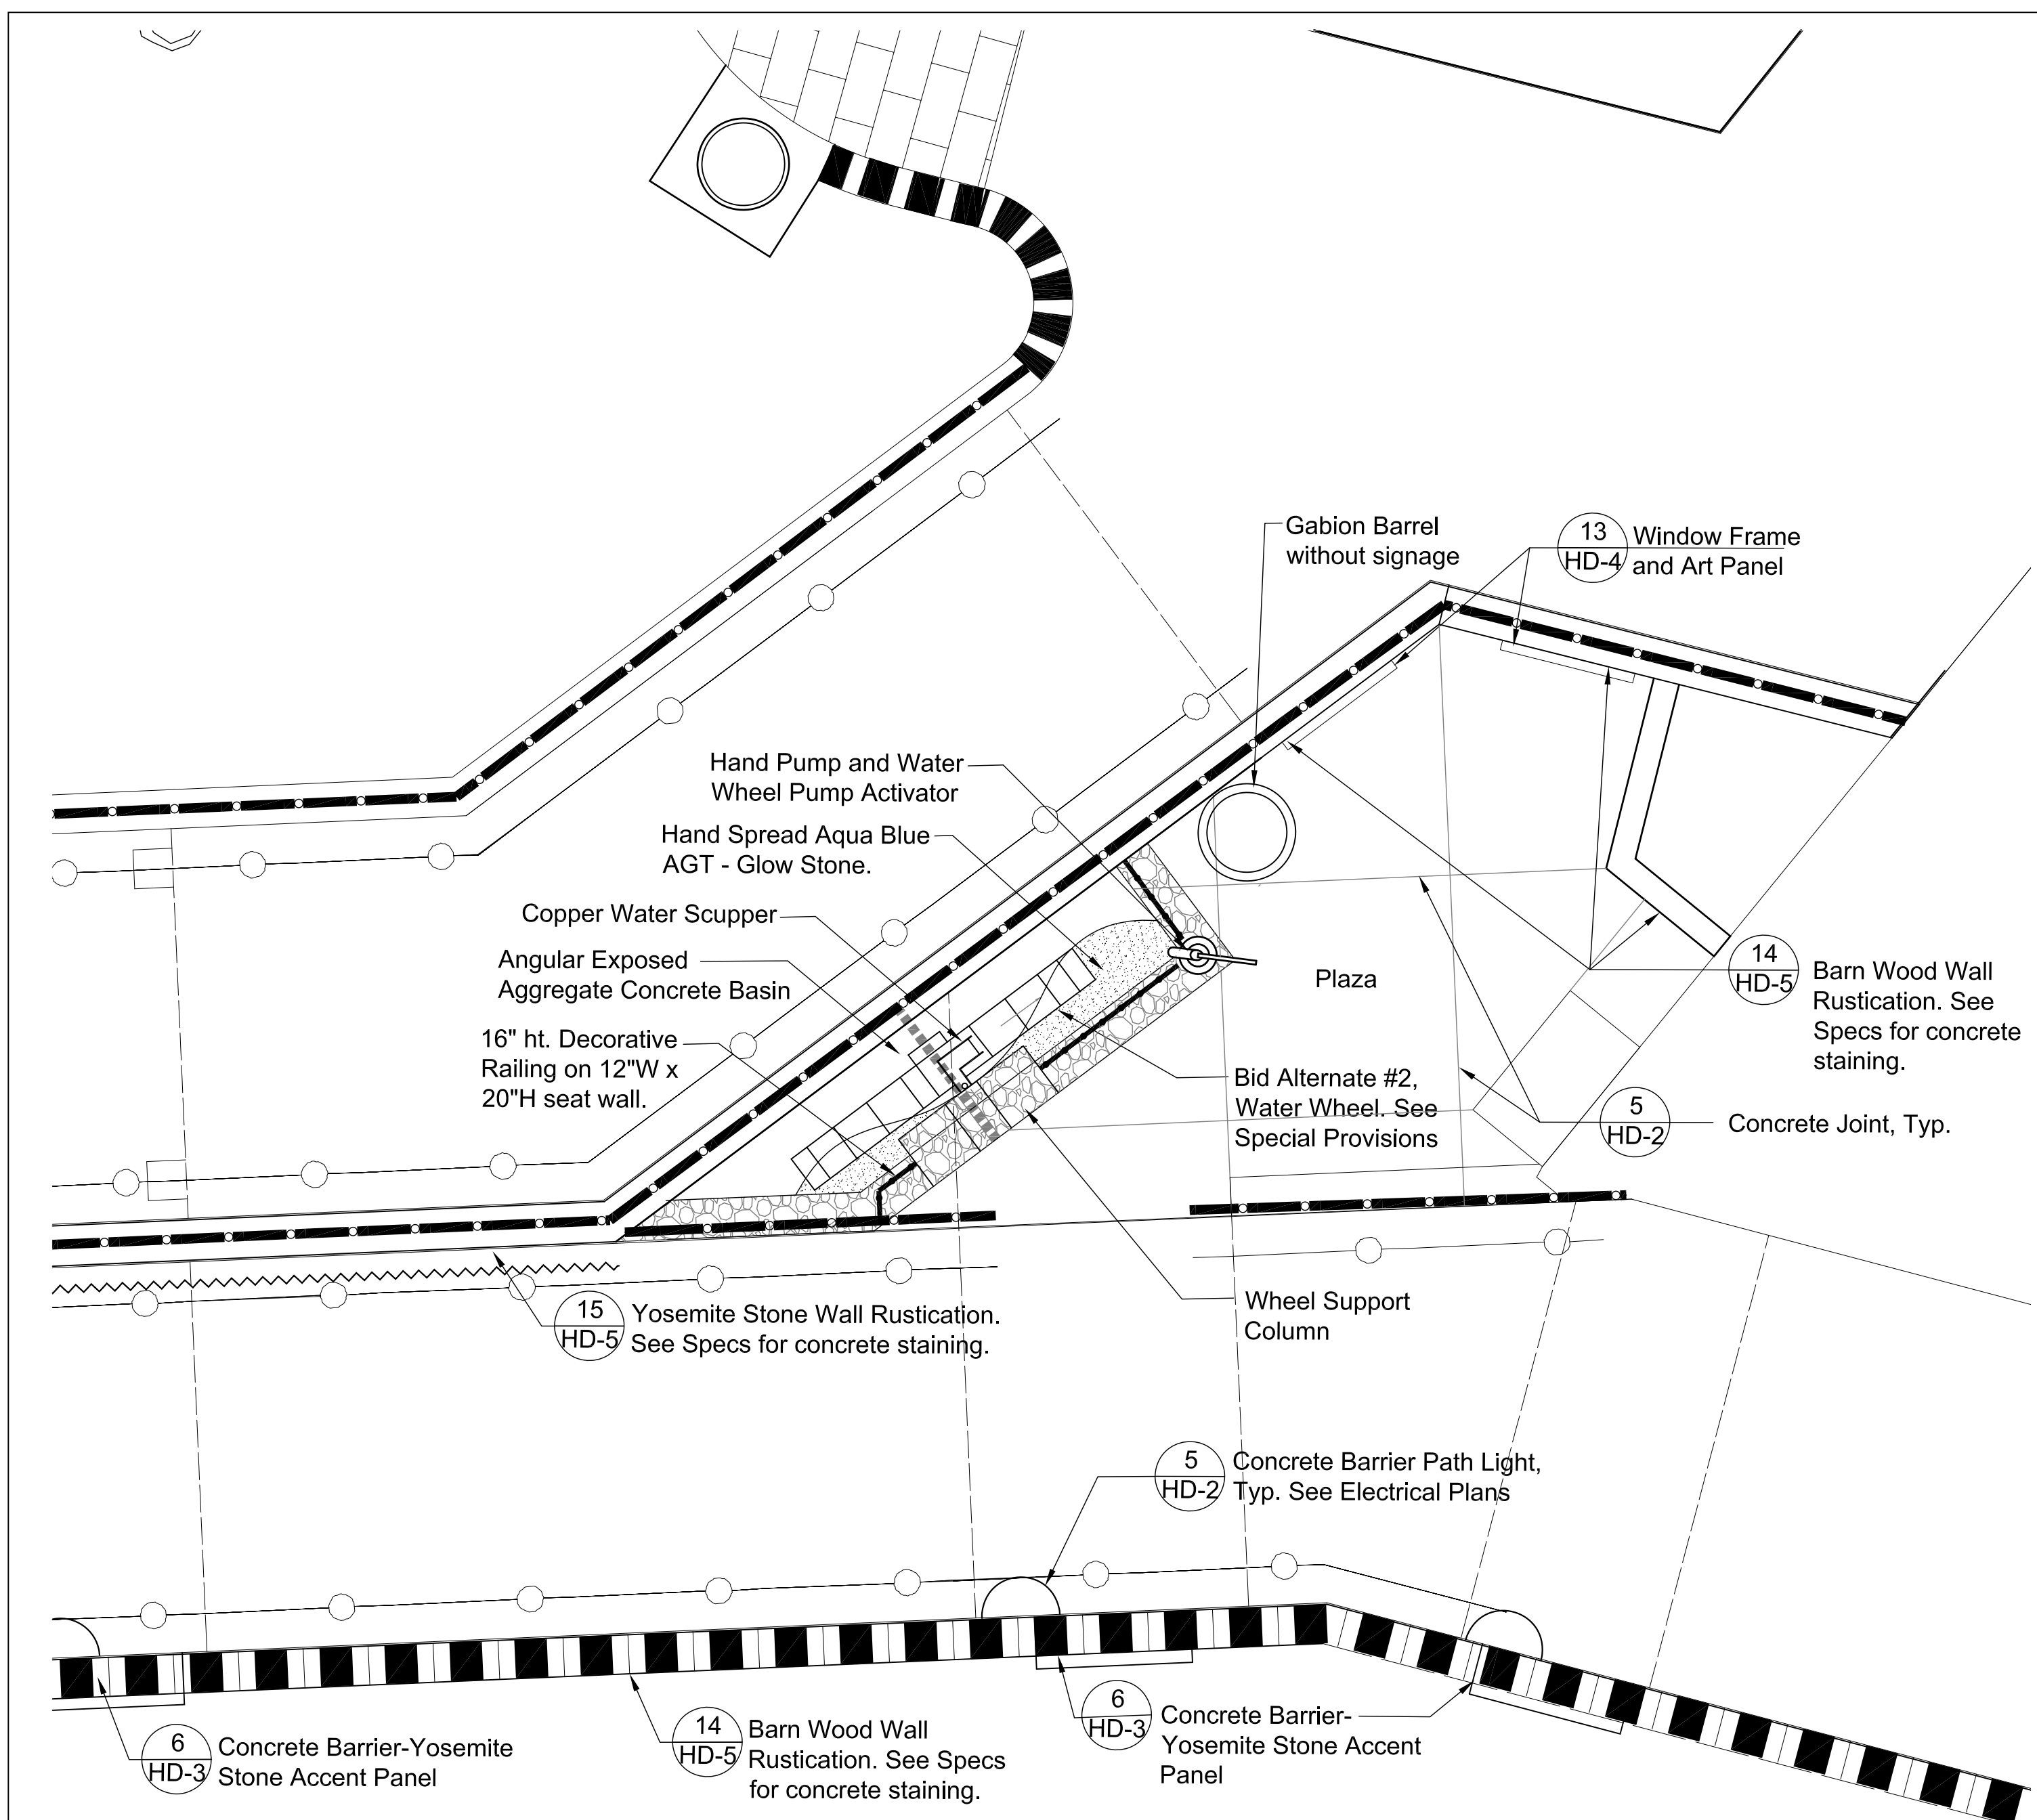 Gabion Barrel
without signage
13
HD-4
Window Frame
and Art Panel
Hand Pump and Water
Wheel Pump Activator
Hand Spread Aqua Blue
AGT - Glow Stone.
Copper Water Scupper
Angular Exposed
Aggregate Concrete Basin
16" ht. Decorative
Railing on 12"W x
20"H seat wall.
Plaza
14
HD-5
Barn Wood Wall
Rustication. See
Specs for concrete
staining.
Bid Alternate #2,
Water Wheel. See
Special Provisions
5
HD-2
Concrete Joint, Typ.
15
HD-5
Yosemite Stone Wall Rustication.
See Specs for concrete staining.
Wheel Support
Column
5
HD-2
Concrete Barrier Path Light,
Typ. See Electrical Plans
6
HD-3
Concrete Barrier-Yosemite
Stone Accent Panel
14
HD-5
Barn Wood Wall
Rustication. See Specs
for concrete staining.
6
HD-3
Concrete Barrier-
Yosemite Stone Accent
Panel